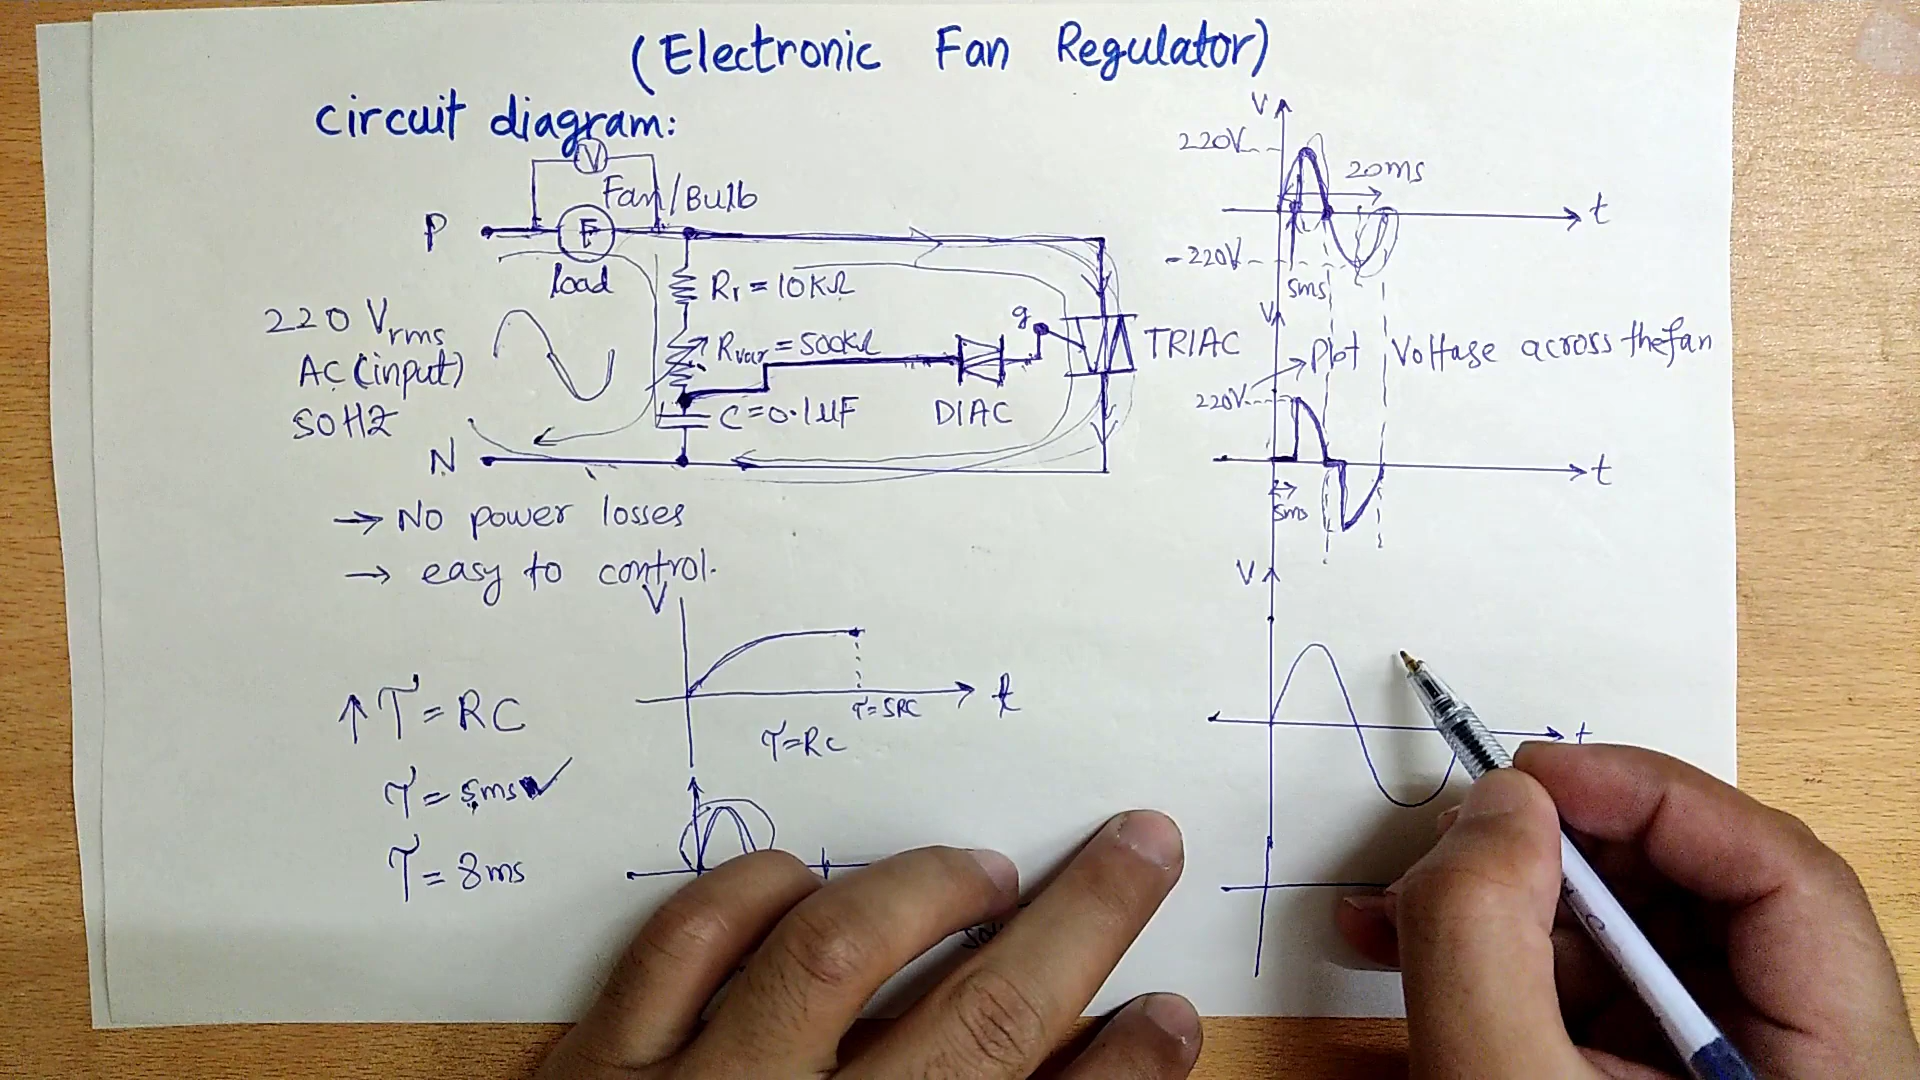 (Electronic Fan Regulator)
circuit diagram:
V
Fan/Bulb
P
F
load
R1 = 10KΩ
220 Vrms
AC (input)
50HZ
Rvar = 500KΩ
g
TRIAC
C=0.1µF
DIAC
N
→ No power losses
→ easy to control.
V
220V
20ms
t
-220V
5ms
V
Plot Voltage across the fan
220V
t
5ms
V
t
↑ τ = RC
t
τ=5RC
τ=RC
τ = 5ms ✓
τ = 8ms